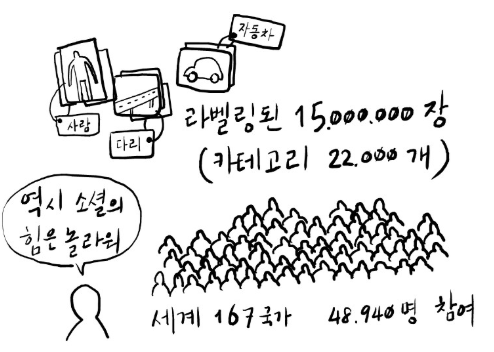 자동차
사람
다리
라벨링된 15.000.000 장
(카테고리 22.000 개)
역시 소셜의
힘은 놀라워
세계 167국가 48.940명 참여